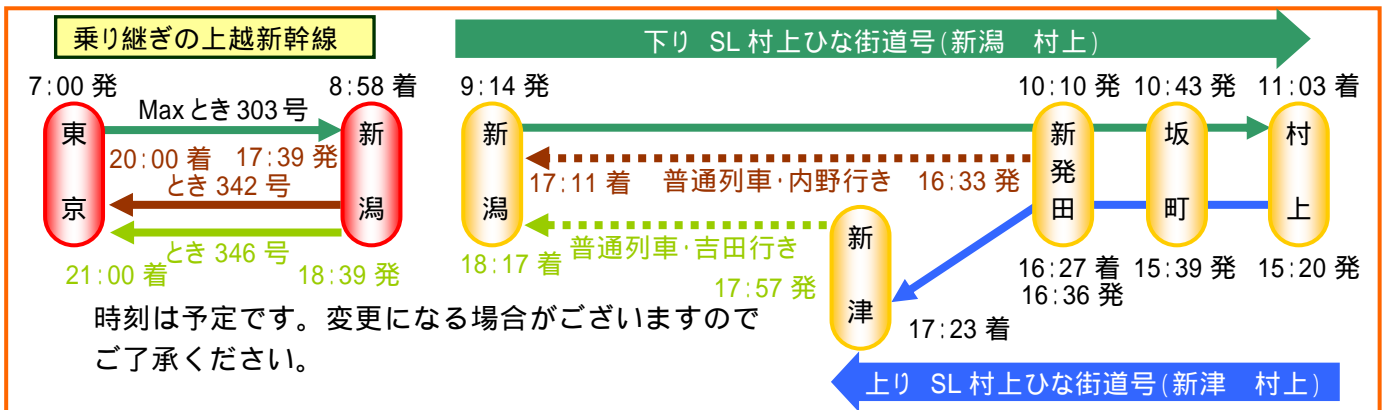 乗り継ぎの上越新幹線
下り SL 村上ひな街道号(新潟 村上)
7:00 発
8:58 着
9:14 発
10:10 発
10:43 発
11:03 着
Max とき 303 号
東京
新潟
新潟
新発田
坂町
村上
20:00 着
17:39 発
とき 342 号
17:11 着
普通列車・内野行き
16:33 発
とき 346 号
21:00 着
18:39 発
普通列車・吉田行き
18:17 着
17:57 発
新津
16:27 着
16:36 発
15:39 発
15:20 発
17:23 着
時刻は予定です。変更になる場合がございますので
ご了承ください。
上り SL 村上ひな街道号(新津 村上)